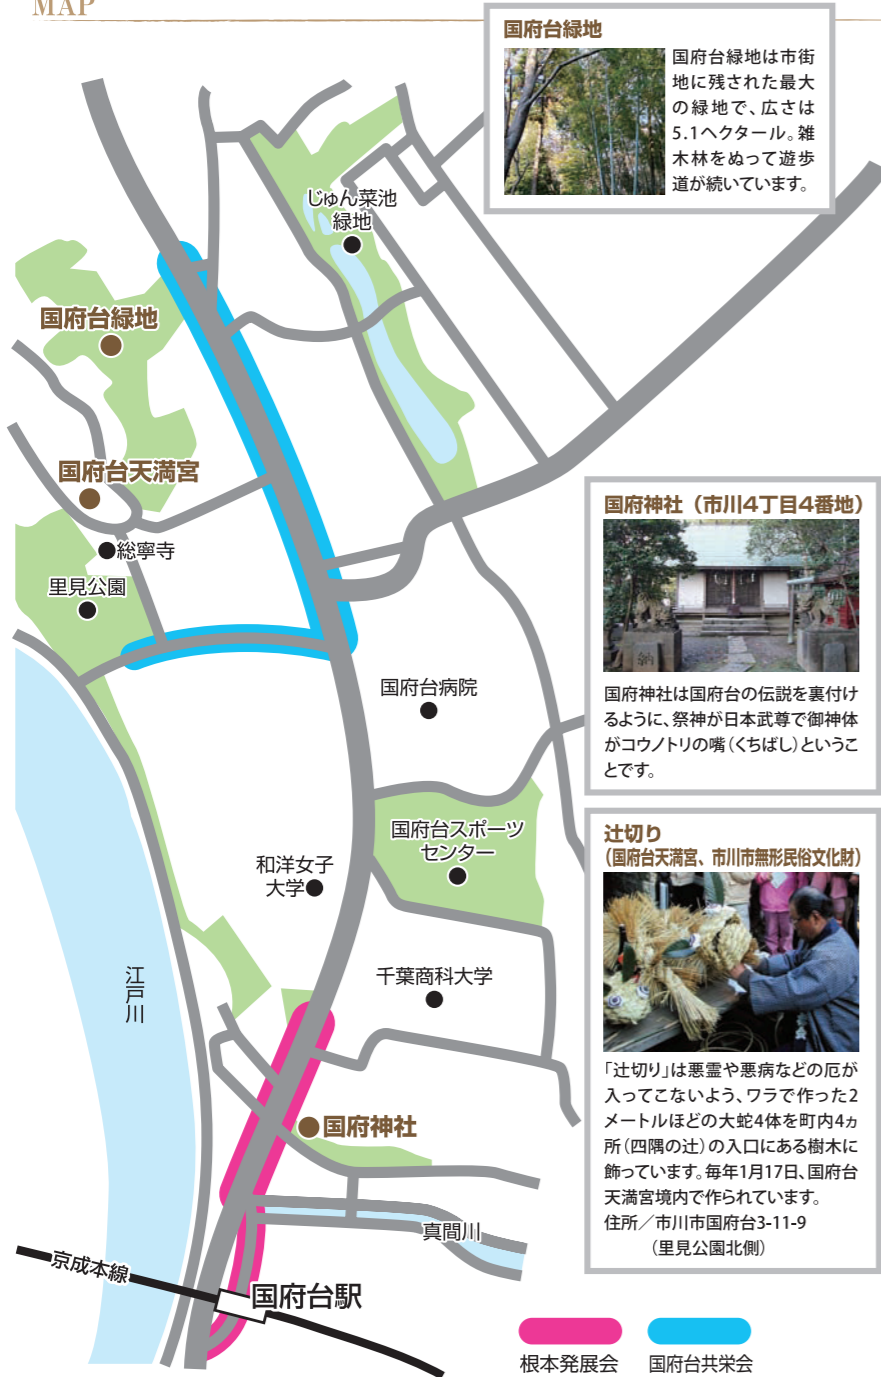 MAP
国府台緑地
国府台緑地は市街
地に残された最大
の緑地で、広さは
5.1ヘクタール。雑
木林をぬって遊歩
道が続いています。
じゅん菜池
緑地
国府台緑地
国府台天満宮
総寧寺
里見公園
国府神社（市川4丁目4番地）
納
国府神社は国府台の伝説を裏付け
るように、祭神が日本武尊で御神体
がコウノトリの嘴（くちばし）というこ
とです。
国府台病院
国府台スポーツ
センター
和洋女子
大学
千葉商科大学
江戸川
辻切り
（国府台天満宮、市川市無形民俗文化財）
「辻切り」は悪霊や悪病などの厄が
入ってこないよう、ワラで作った2
メートルほどの大蛇4体を町内4ヵ
所（四隅の辻）の入口にある樹木に
飾っています。毎年1月17日、国府台
天満宮境内で作られています。
住所／市川市国府台3-11-9
（里見公園北側）
国府神社
真間川
京成本線
国府台駅
根本発展会
国府台共栄会